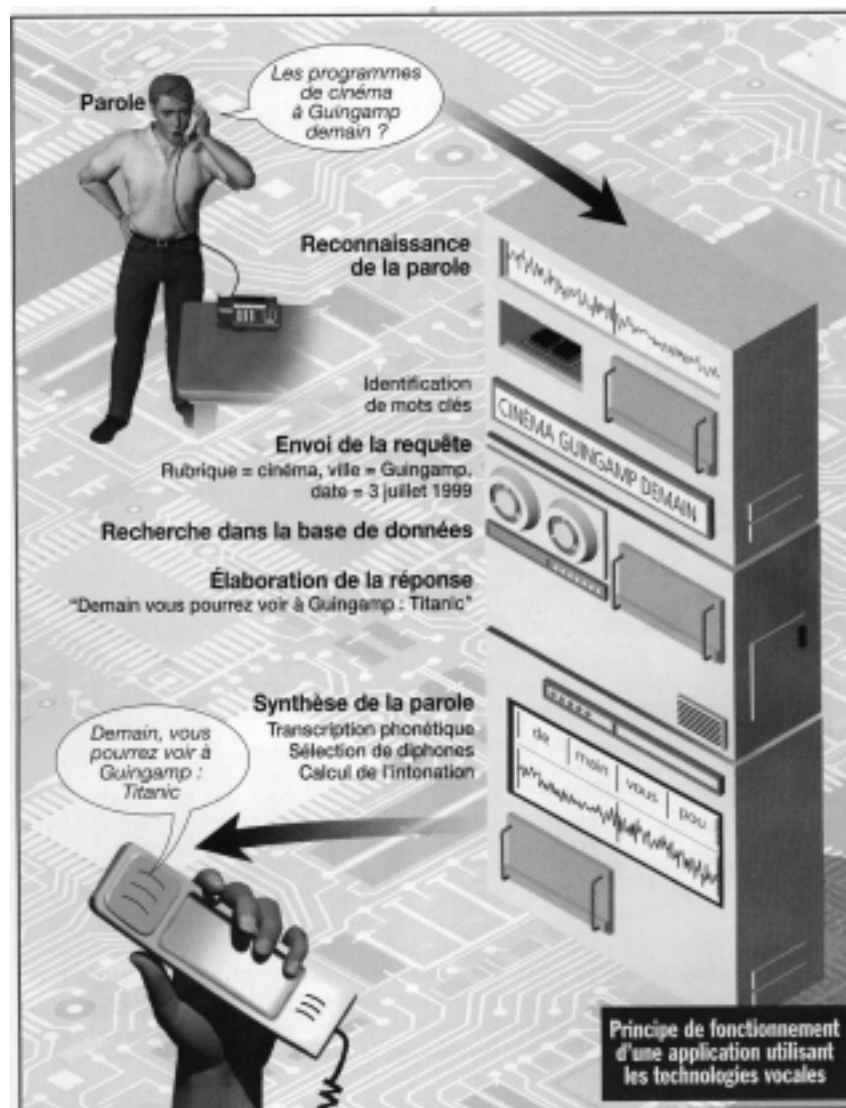 Parole
Les programmes
de cinéma
à Guingamp
demain ?
Reconnaissance
de la parole
Identification
de mots clés
CINÉMA GUINGAMP DEMAIN
Envoi de la requête
Rubrique = cinéma, ville = Guingamp,
date = 3 juillet 1999
Recherche dans la base de données
Élaboration de la réponse
"Demain vous pourrez voir à Guingamp : Titanic"
Synthèse de la parole
Transcription phonétique
Sélection de diphones
Calcul de l'intonation
de main vous pou
Demain, vous
pourrez voir à
Guingamp :
Titanic
Principe de fonctionnement
d'une application utilisant
les technologies vocales